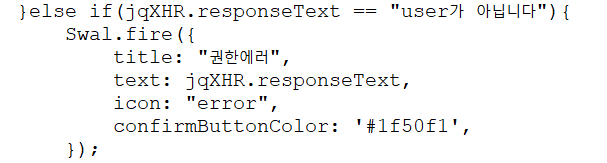 }else if(jqXHR.responseText == "user가 아닙니다"){
Swal.fire({
title: "권한에러",
text: jqXHR.responseText,
icon: "error",
confirmButtonColor: '#1f50f1',
});